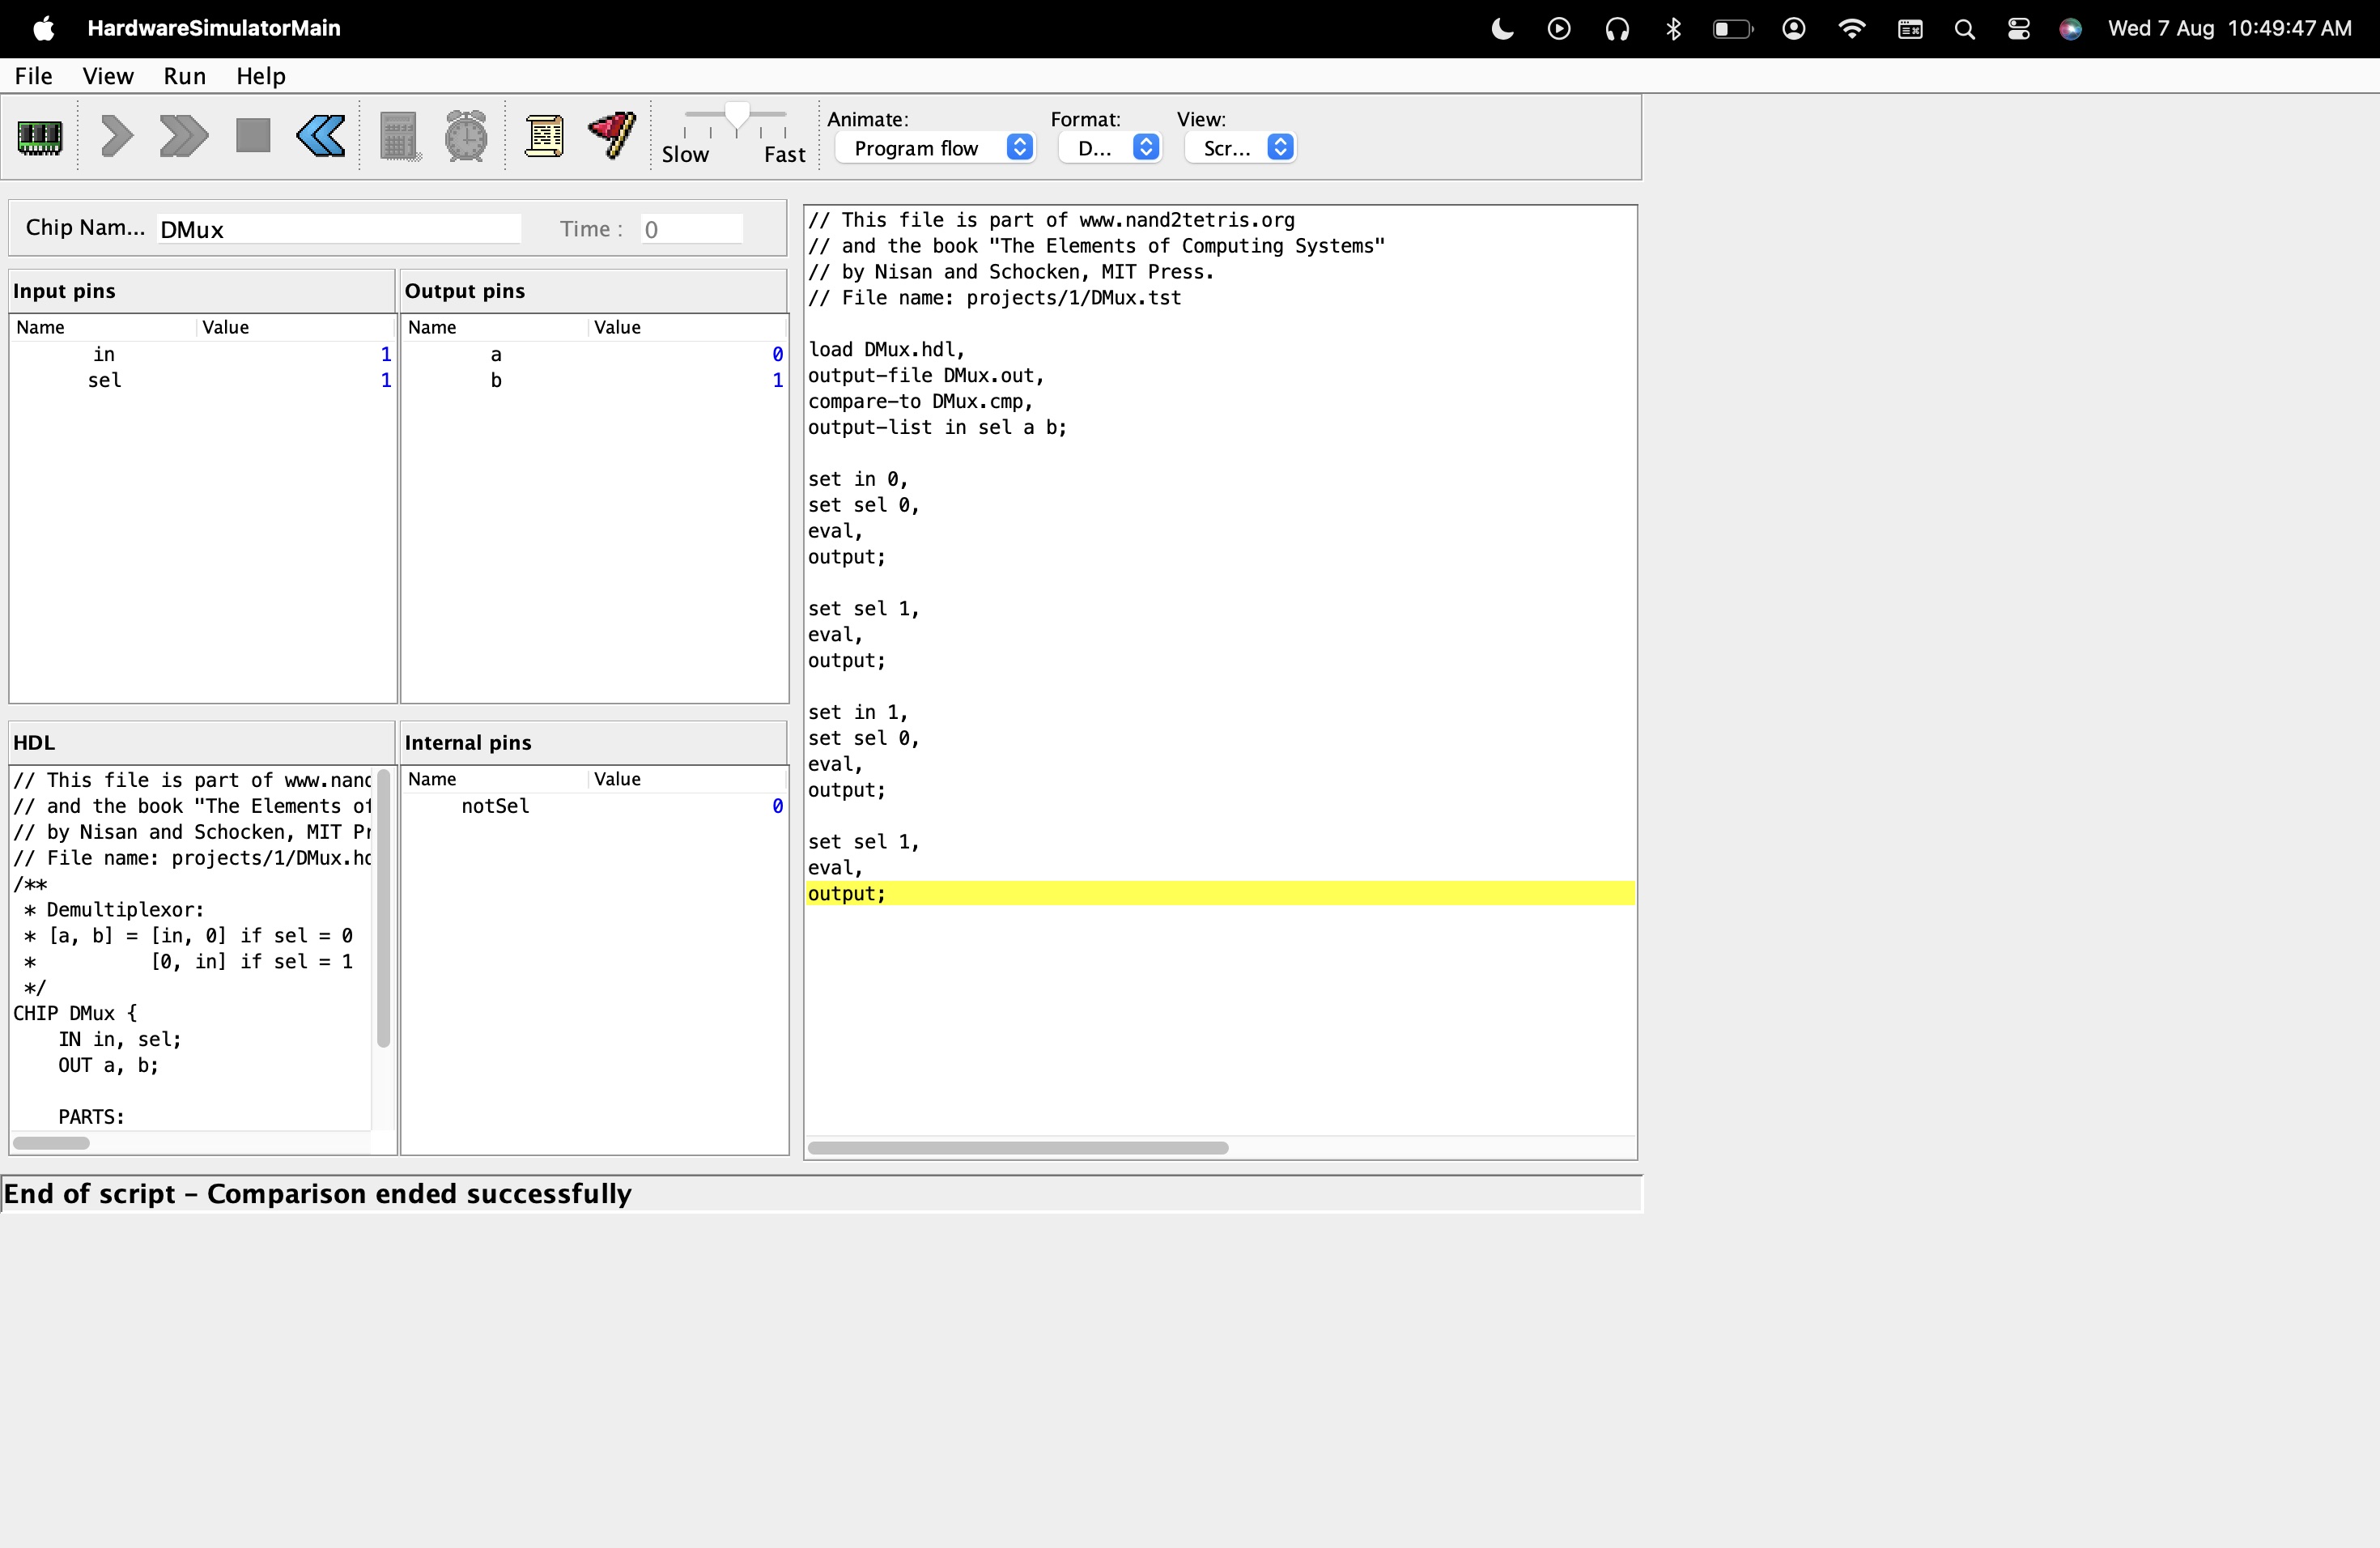 HardwareSimulatorMain
Wed 7 Aug 10:49:47 AM
File View Run Help
Slow Fast
Animate: Format: View:
Program flow D... Scr...
Chip Nam... DMux Time : 0
Input pins
Name Value
in 1
sel 1
Output pins
Name Value
a 0
b 1
HDL
// This file is part of www.nand
// and the book "The Elements of
// by Nisan and Schocken, MIT Pr
// File name: projects/1/DMux.hd
/**
* Demultiplexor:
* [a, b] = [in, 0] if sel = 0
* [0, in] if sel = 1
*/
CHIP DMux {
IN in, sel;
OUT a, b;
PARTS:
Internal pins
Name Value
notSel 0
// This file is part of www.nand2tetris.org
// and the book "The Elements of Computing Systems"
// by Nisan and Schocken, MIT Press.
// File name: projects/1/DMux.tst
load DMux.hdl,
output-file DMux.out,
compare-to DMux.cmp,
output-list in sel a b;
set in 0,
set sel 0,
eval,
output;
set sel 1,
eval,
output;
set in 1,
set sel 0,
eval,
output;
set sel 1,
eval,
output;
End of script – Comparison ended successfully